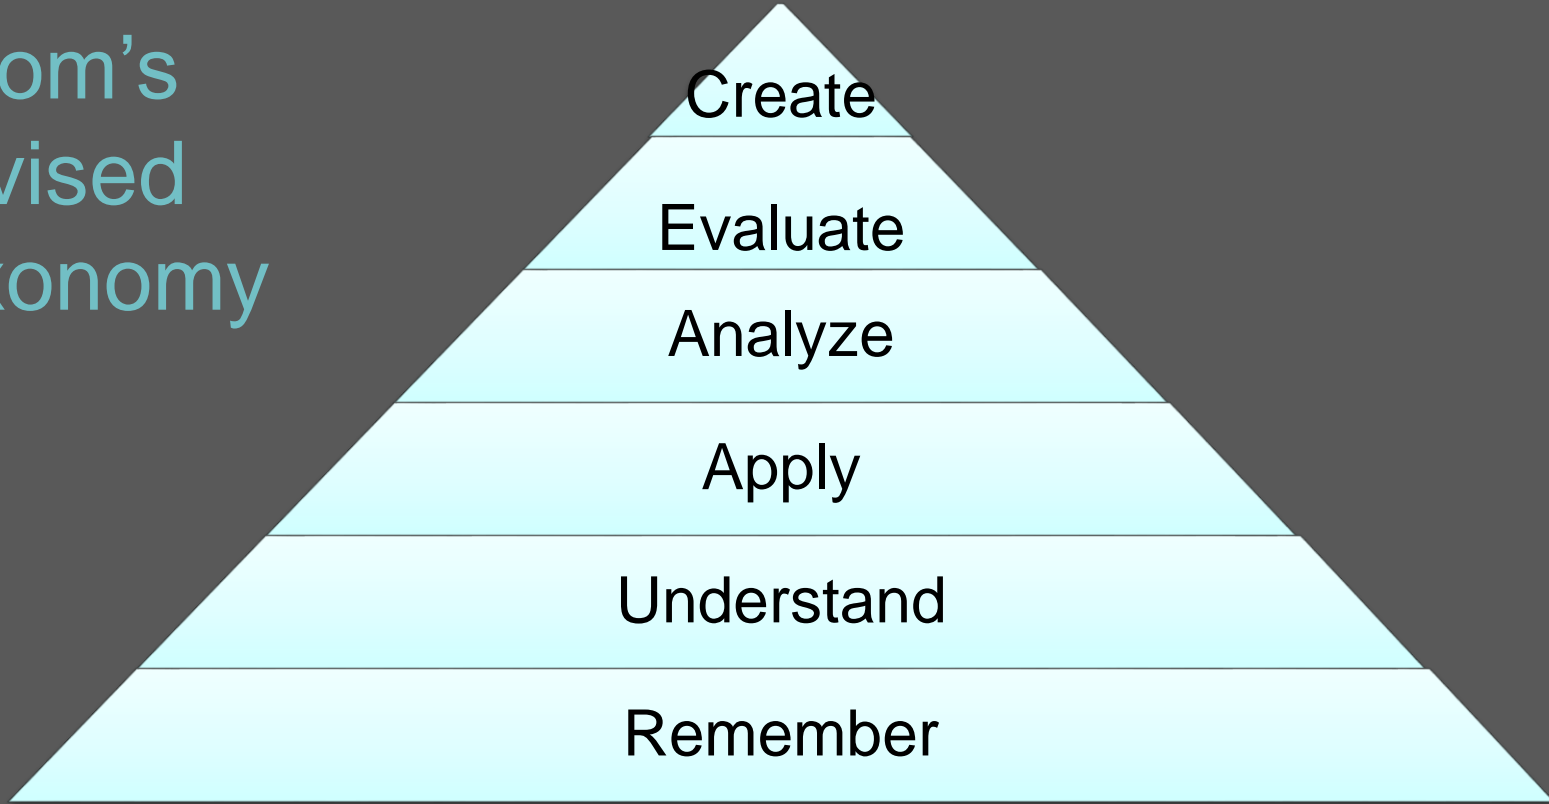 om’s
vised
xonomy
Create
Evaluate
Analyze
Apply
Understand
Remember